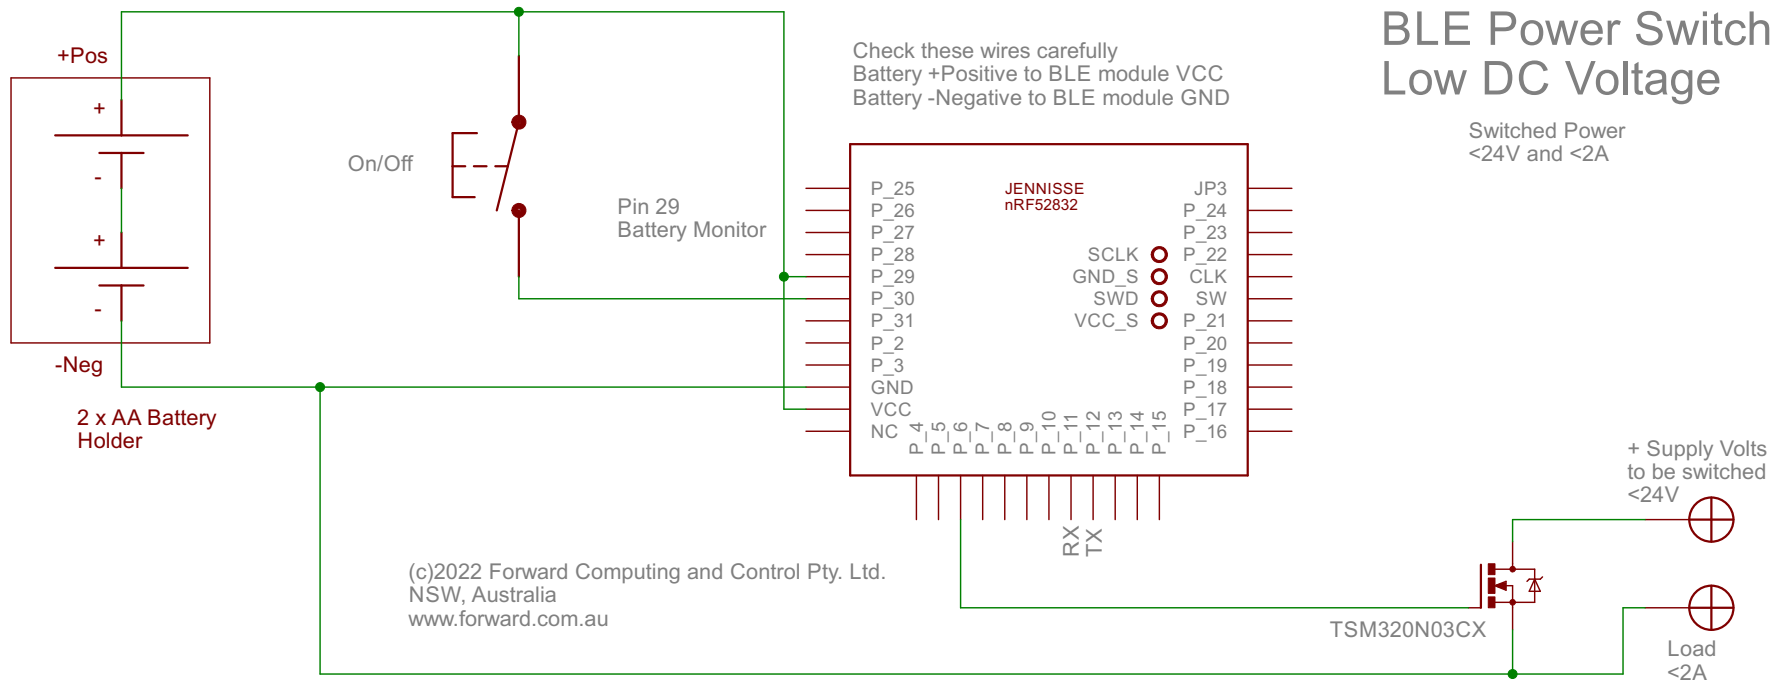 BLE Power Switch
Low DC Voltage
Switched Power
<24V and <2A
Check these wires carefully
Battery +Positive to BLE module VCC
Battery -Negative to BLE module GND
+Pos
+
-
+
-
-Neg
2 x AA Battery
Holder
On/Off
Pin 29
Battery Monitor
JENNISSE
nRF52832
P_25
P_26
P_27
P_28
P_29
P_30
P_31
P_2
P_3
GND
VCC
NC
SCLK
GND_S
SWD
VCC_S
JP3
P_24
P_23
P_22
CLK
SW
P_21
P_20
P_19
P_18
P_17
P_16
P_4
P_5
P_6
P_7
P_8
P_9
P_10
P_11
P_12
P_13
P_14
P_15
RX
TX
+ Supply Volts
to be switched
<24V
TSM320N03CX
Load
<2A
(c)2022 Forward Computing and Control Pty. Ltd.
NSW, Australia
www.forward.com.au